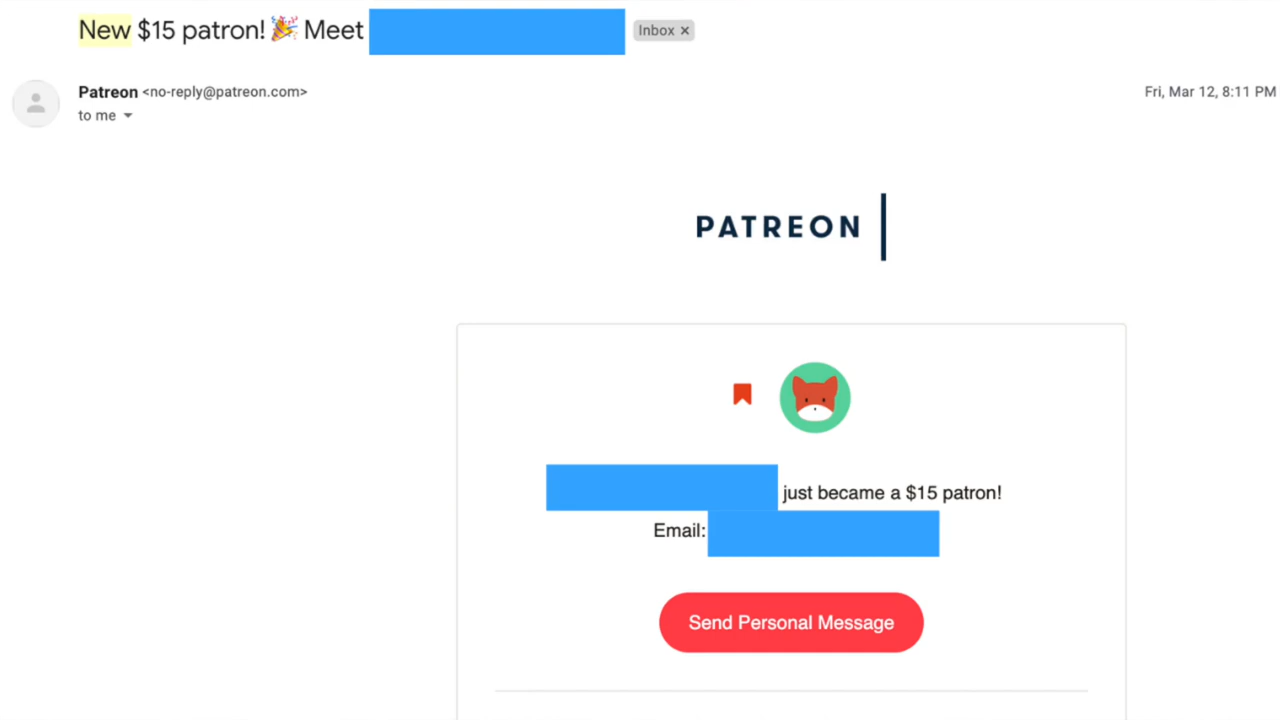 New $15 patron! 🎉 Meet
Inbox ×
Patreon <no-reply@patreon.com>
Fri, Mar 12, 8:11 PM
to me
PATREON
just became a $15 patron!
Email:
Send Personal Message